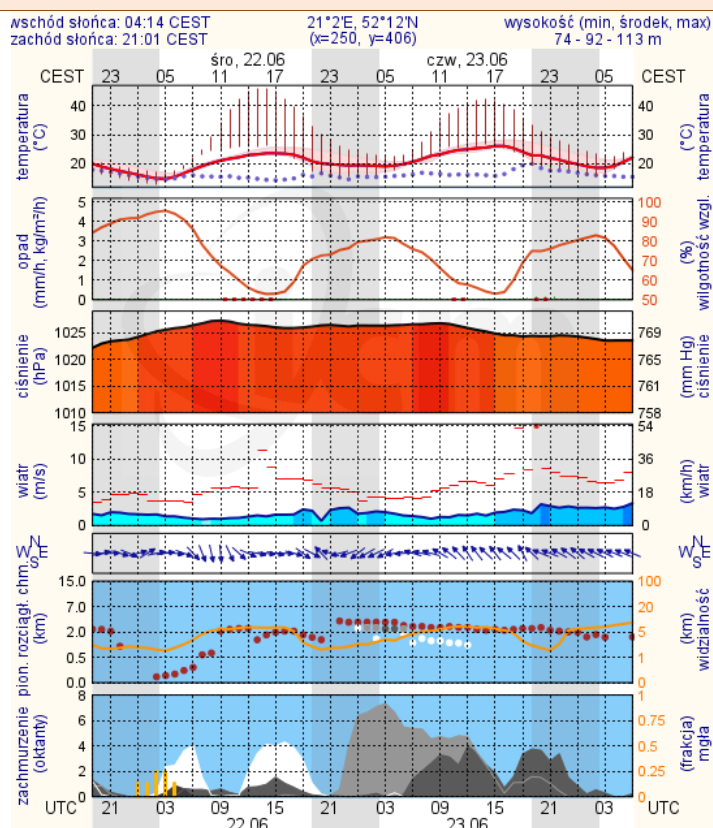 wschód słońca: 04:14 CEST 21°2'E, 52°12'N wysokość (min, środek, max)
zachód słońca: 21:01 CEST (x=250, y=406) 74 - 92 - 113 m
śro, 22.06 czw, 23.06
CEST 23 05 11 17 23 05 11 17 23 05 CEST
temperatura (°C)
40
30
20
40
30
20
temperatura (°C)
opad (mm/h, kg/m²/h)
5
4
3
2
1
0
100
90
80
70
60
50
wilgotność wzgl. (%)
ciśnienie (hPa)
1025
1020
1015
1010
769
765
761
758
ciśnienie (mm Hg)
wiatr (m/s)
15
10
5
0
54
36
18
0
wiatr (km/h)
N
W E
S
N
W E
S
pion. rozciągł. chm. (km)
15.0
7.0
2.0
0.5
0.0
100
20
5
1
0
widzialność (km)
zachmurzenie (oktanty)
8
6
4
2
0
1
0.75
0.5
0.25
0
mgła (frakcja)
UTC 21 03 09 15 21 03 09 15 21 03 UTC
22.06 23.06